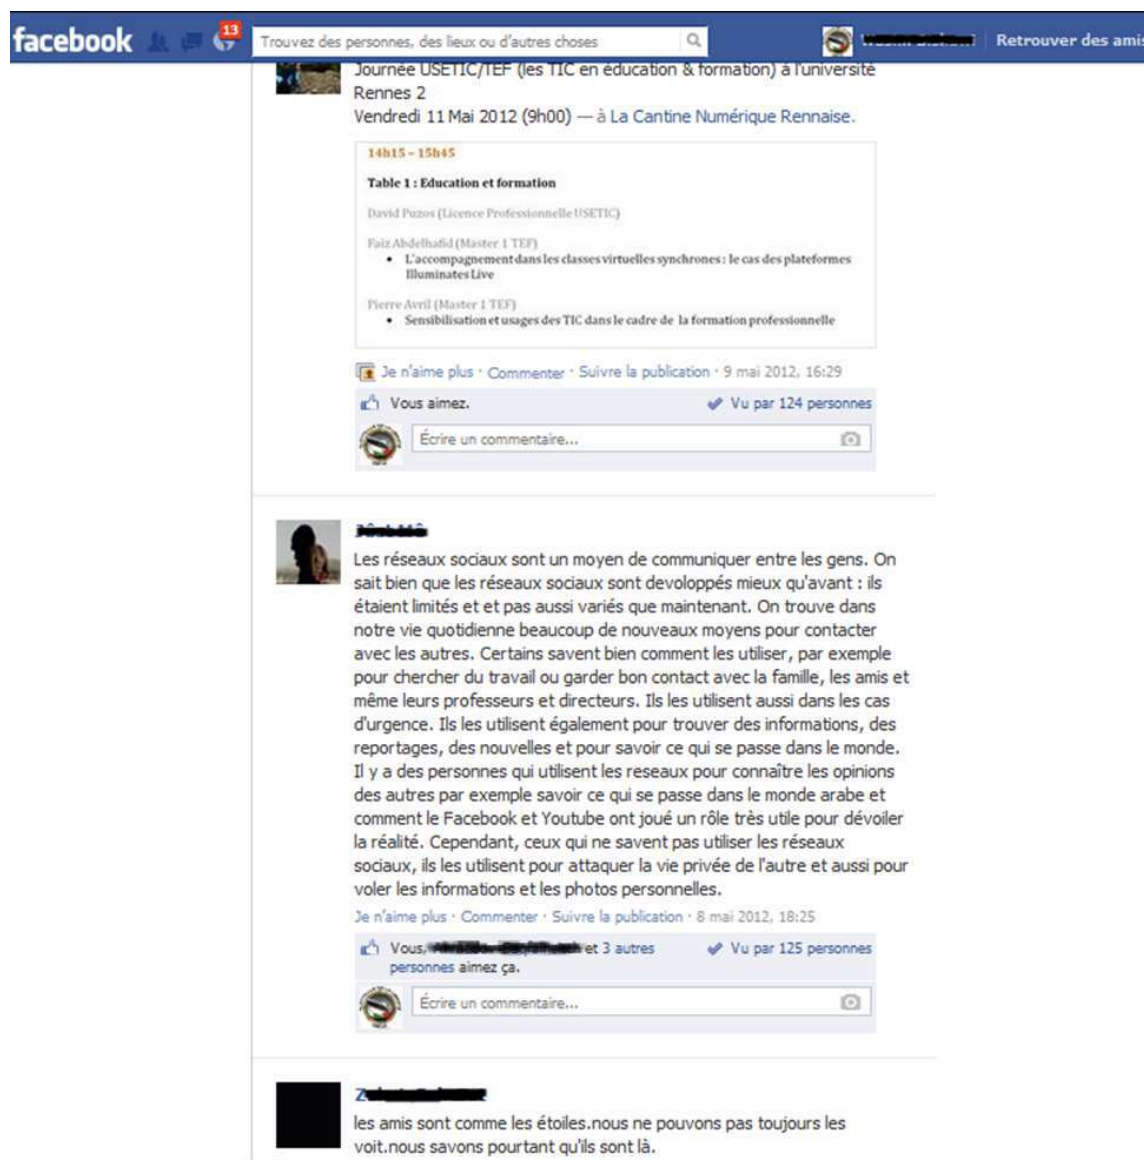 facebook
13
Trouvez des personnes, des lieux ou d'autres choses
Retrouver des amis
Journée USETIC/TEF (les TIC en éducation & formation) à l'université
Rennes 2
Vendredi 11 Mai 2012 (9h00) — à La Cantine Numérique Rennaise.
14h15 – 15h45
Table 1 : Education et formation
David Puzos (Licence Professionnelle USETIC)
Faiz Abdelhafid (Master 1 TEF)
• L'accompagnement dans les classes virtuelles synchrones : le cas des plateformes
Illuminates Live
Pierre Avril (Master 1 TEF)
• Sensibilisation et usages des TIC dans le cadre de la formation professionnelle
Je n'aime plus · Commenter · Suivre la publication · 9 mai 2012, 16:29
Vous aimez.
Vu par 124 personnes
Écrire un commentaire...
Les réseaux sociaux sont un moyen de communiquer entre les gens. On
sait bien que les réseaux sociaux sont devoloppés mieux qu'avant : ils
étaient limités et et pas aussi variés que maintenant. On trouve dans
notre vie quotidienne beaucoup de nouveaux moyens pour contacter
avec les autres. Certains savent bien comment les utiliser, par exemple
pour chercher du travail ou garder bon contact avec la famille, les amis et
même leurs professeurs et directeurs. Ils les utilisent aussi dans les cas
d'urgence. Ils les utilisent également pour trouver des informations, des
reportages, des nouvelles et pour savoir ce qui se passe dans le monde.
Il y a des personnes qui utilisent les reseaux pour connaître les opinions
des autres par exemple savoir ce qui se passe dans le monde arabe et
comment le Facebook et Youtube ont joué un rôle très utile pour dévoiler
la réalité. Cependant, ceux qui ne savent pas utiliser les réseaux
sociaux, ils les utilisent pour attaquer la vie privée de l'autre et aussi pour
voler les informations et les photos personnelles.
Je n'aime plus · Commenter · Suivre la publication · 8 mai 2012, 18:25
Vous, et 3 autres
personnes aimez ça.
Vu par 125 personnes
Écrire un commentaire...
les amis sont comme les étoiles.nous ne pouvons pas toujours les
voit.nous savons pourtant qu'ils sont là.